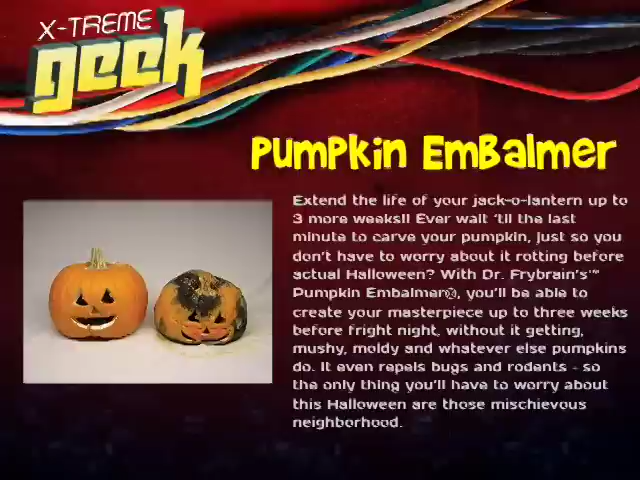 X-TREME
geek
Pumpkin Embalmer
Extend the life of your jack-o-lantern up to
3 more weeks!! Ever wait 'til the last
minute to carve your pumpkin, just so you
don't have to worry about it rotting before
actual Halloween? With Dr. Frybrain's™
Pumpkin Embalmer®, you'll be able to
create your masterpiece up to three weeks
before fright night, without it getting,
mushy, moldy and whatever else pumpkins
do. It even repels bugs and rodents - so
the only thing you'll have to worry about
this Halloween are those mischievous
neighborhood.